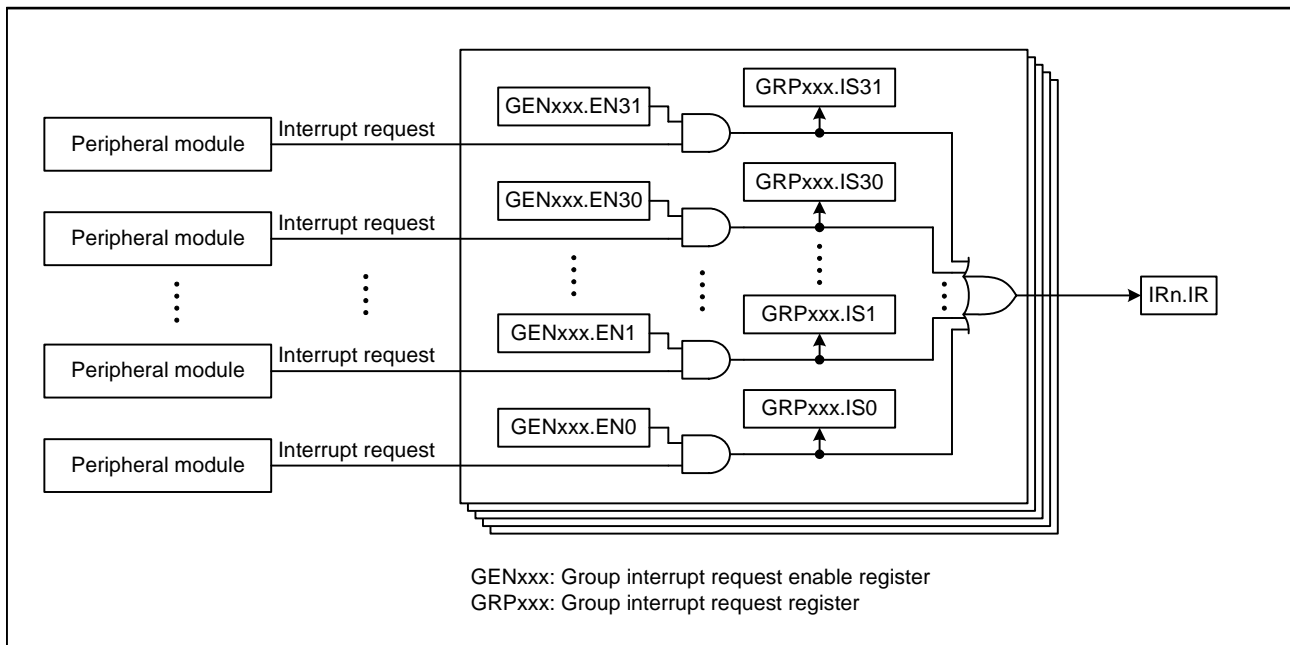 GRPxxx.IS31
GENxxx.EN31
Interrupt request
Peripheral module
GRPxxx.IS30
GENxxx.EN30
Interrupt request
Peripheral module
GRPxxx.IS1
GENxxx.EN1
IRn.IR
Interrupt request
Peripheral module
GRPxxx.IS0
GENxxx.EN0
Interrupt request
Peripheral module
GENxxx: Group interrupt request enable register
GRPxxx: Group interrupt request register